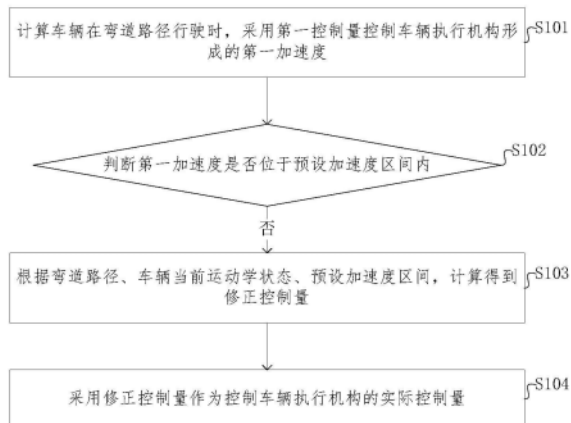 计算车辆在弯道路径行驶时，采用第一控制量控制车辆执行机构形
成的第一加速度
S101
判断第一加速度是否位于预设加速度区间内
S102
否
根据弯道路径、车辆当前运动学状态、预设加速度区间，计算得到
修正控制量
S103
采用修正控制量作为控制车辆执行机构的实际控制量
S104